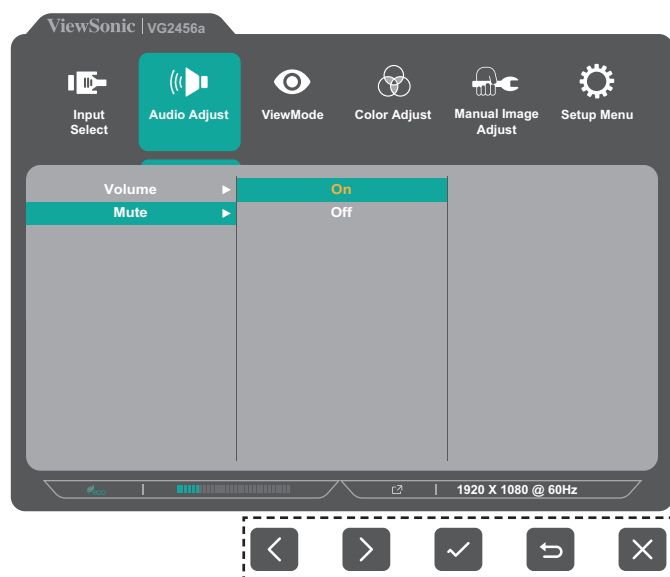 ViewSonic | VG2456a
Input Select
Audio Adjust
ViewMode
Color Adjust
Manual Image Adjust
Setup Menu
Volume
On
Mute
Off
eco
1920 X 1080 @ 60Hz